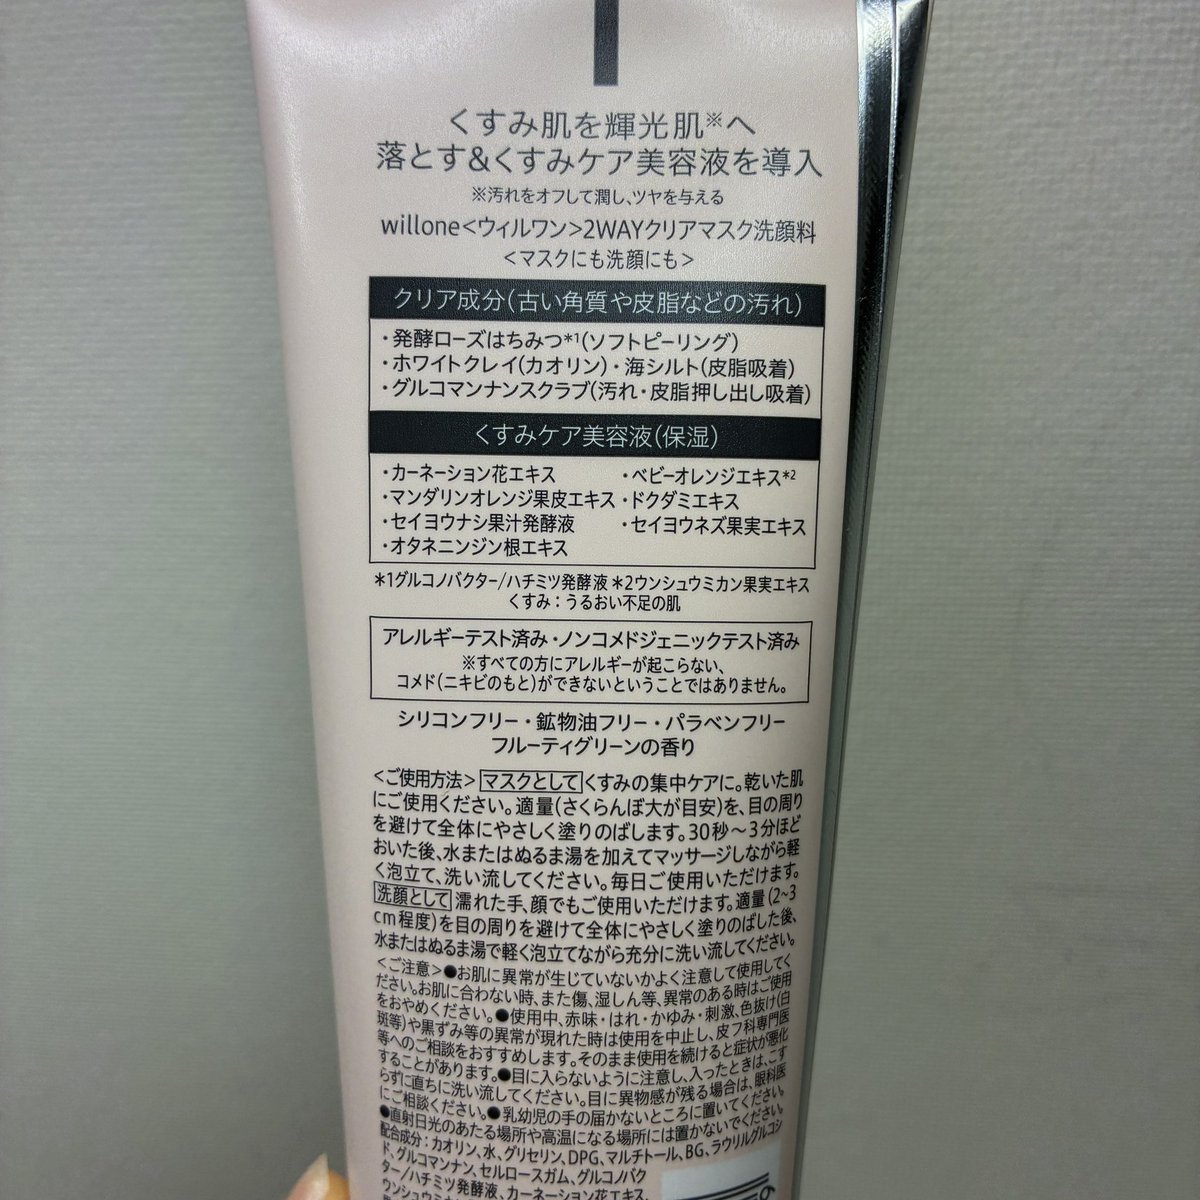 くすみ肌を輝光肌※へ
落とす&くすみケア美容液を導入
※汚れをオフして潤し、ツヤを与える
willone<ウィルワン>2WAYクリアマスク洗顔料
<マスクにも洗顔にも>
クリア成分(古い角質や皮脂などの汚れ)
・発酵ローズはちみつ*1(ソフトピーリング)
・ホワイトクレイ(カオリン)・海シルト(皮脂吸着)
・グルコマンナンスクラブ(汚れ・皮脂押し出し吸着)
くすみケア美容液(保湿)
・カーネーション花エキス ・ベビーオレンジエキス*2
・マンダリンオレンジ果皮エキス ・ドクダミエキス
・セイヨウナシ果汁発酵液 ・セイヨウネズ果実エキス
・オタネニンジン根エキス
*1グルコノバクター/ハチミツ発酵液 *2ウンシュウミカン果実エキス
くすみ:うるおい不足の肌
アレルギーテスト済み・ノンコメドジェニックテスト済み
※すべての方にアレルギーが起こらない、
コメド(ニキビのもと)ができないということではありません。
シリコンフリー・鉱物油フリー・パラベンフリー
フルーティグリーンの香り
<ご使用方法> マスクとして くすみの集中ケアに。乾いた肌
にご使用ください。適量(さくらんぼ大が目安)を、目の周り
を避けて全体にやさしく塗りのばします。30秒~3分ほど
おいた後、水またはぬるま湯を加えてマッサージしながら軽
く泡立て、洗い流してください。毎日ご使用いただけます。
洗顔として 濡れた手、顔でもご使用いただけます。適量(2~3
cm程度)を目の周りを避けて全体にやさしく塗りのばした後、
水またはぬるま湯で軽く泡立てながら充分に洗い流してください。
<ご注意>●お肌に異常が生じていないかよく注意して使用してく
ださい。お肌に合わない時、また傷、湿しん等、異常のある時はご使用
をおやめください。●使用中、赤味・はれ・かゆみ・刺激、色抜け(白
斑等)や黒ずみ等の異常が現れた時は使用を中止し、皮フ科専門医
等へのご相談をおすすめします。そのまま使用を続けると症状が悪化
することがあります。●目に入らないように注意し、入ったときは、こす
らずに直ちに洗い流してください。目に異物感が残る場合は、眼科医
にご相談ください。●乳幼児の手の届かないところに置いてください。
●直射日光のあたる場所や高温になる場所には置かないでください。
配合成分:カオリン、水、グリセリン、DPG、マルチトール、BG、ラウリルグルコシ
ド、グルコマンナン、セルロースガム、グルコノバク
ター/ハチミツ発酵液、カーネーション花エキス、
ウンシュウミカン果実エキス、